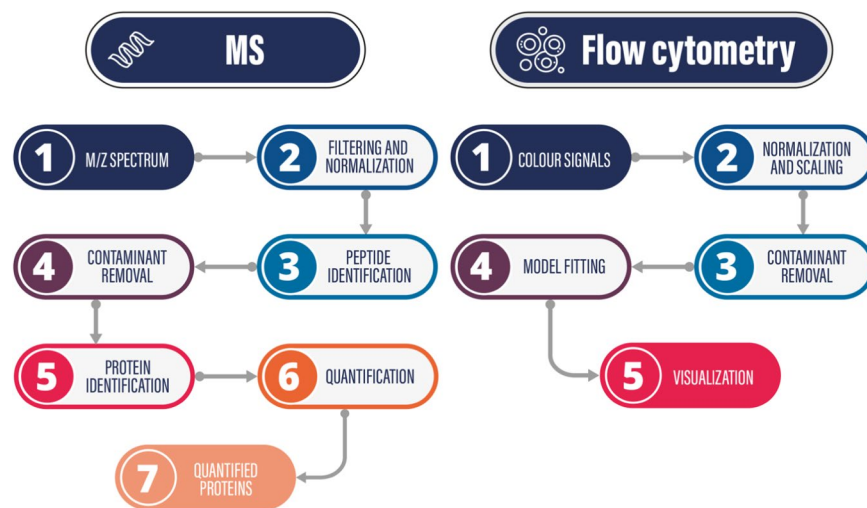 MS
1 M/Z SPECTRUM
2 FILTERING AND
NORMALIZATION
3 PEPTIDE
IDENTIFICATION
4 CONTAMINANT
REMOVAL
5 PROTEIN
IDENTIFICATION
6 QUANTIFICATION
7 QUANTIFIED
PROTEINS
Flow cytometry
1 COLOUR SIGNALS
2 NORMALIZATION
AND SCALING
3 CONTAMINANT
REMOVAL
4 MODEL FITTING
5 VISUALIZATION